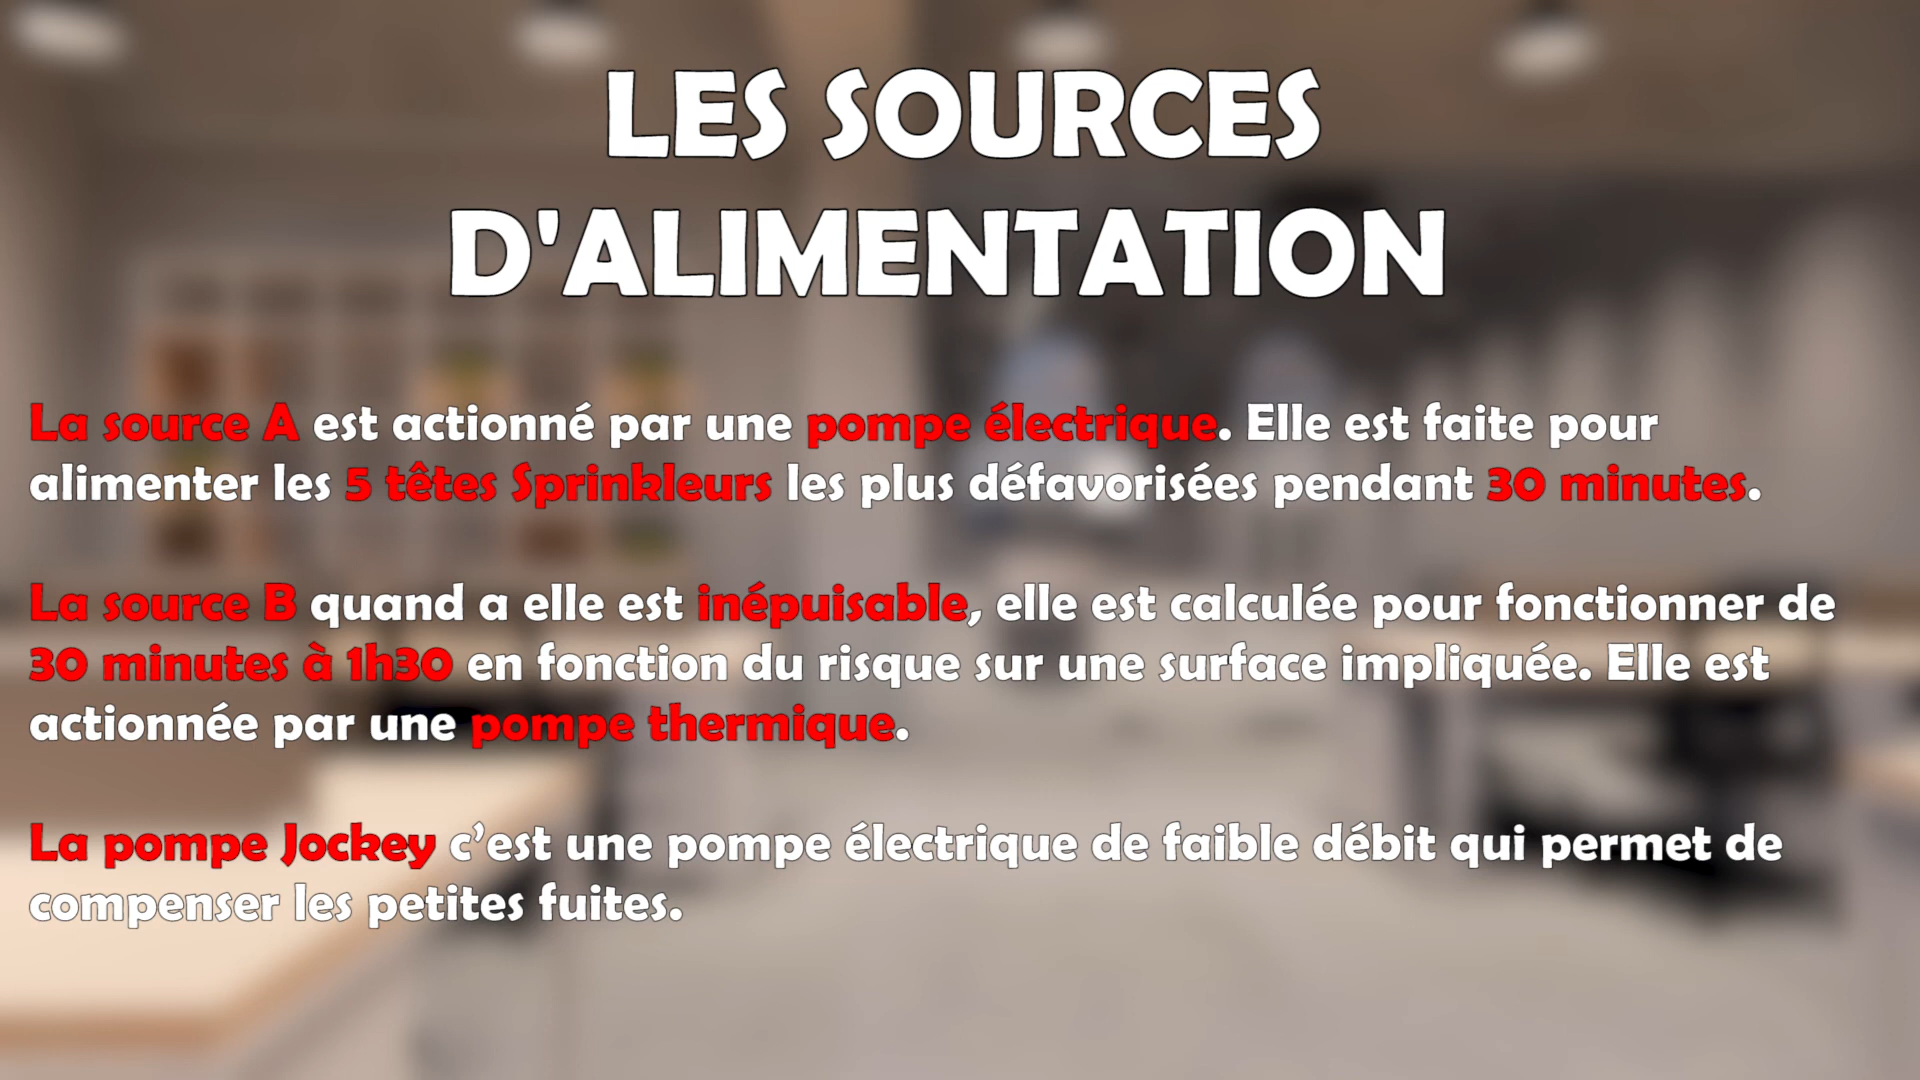 LES SOURCES
D'ALIMENTATION
La source A est actionné par une pompe électrique. Elle est faite pour
alimenter les 5 têtes Sprinkleurs les plus défavorisées pendant 30 minutes.
La source B quand a elle est inépuisable, elle est calculée pour fonctionner de
30 minutes à 1h30 en fonction du risque sur une surface impliquée. Elle est
actionnée par une pompe thermique.
La pompe Jockey c’est une pompe électrique de faible débit qui permet de
compenser les petites fuites.